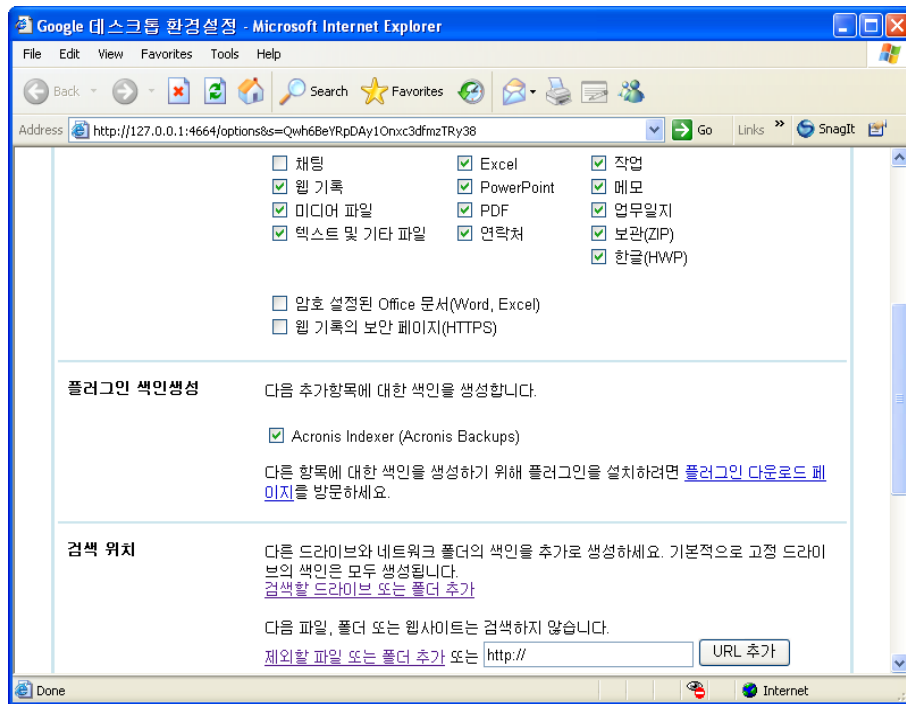 Google 데스크톱 환경설정 - Microsoft Internet Explorer
File Edit View Favorites Tools Help
Back Search Favorites
Address http://127.0.0.1:4664/options&s=Qwh6BeYRpDAy1Onxc3dfmzTRy38 Go Links » SnagIt
채팅 Excel 작업
웹 기록 PowerPoint 메모
미디어 파일 PDF 업무일지
텍스트 및 기타 파일 연락처 보관(ZIP)
한글(HWP)
암호 설정된 Office 문서(Word, Excel)
웹 기록의 보안 페이지(HTTPS)
플러그인 색인생성 다음 추가항목에 대한 색인을 생성합니다.
Acronis Indexer (Acronis Backups)
다른 항목에 대한 색인을 생성하기 위해 플러그인을 설치하려면 플러그인 다운로드 페
이지를 방문하세요.
검색 위치 다른 드라이브와 네트워크 폴더의 색인을 추가로 생성하세요. 기본적으로 고정 드라이
브의 색인은 모두 생성됩니다.
검색할 드라이브 또는 폴더 추가
다음 파일, 폴더 또는 웹사이트는 검색하지 않습니다.
제외할 파일 또는 폴더 추가 또는 http:// URL 추가
Done Internet